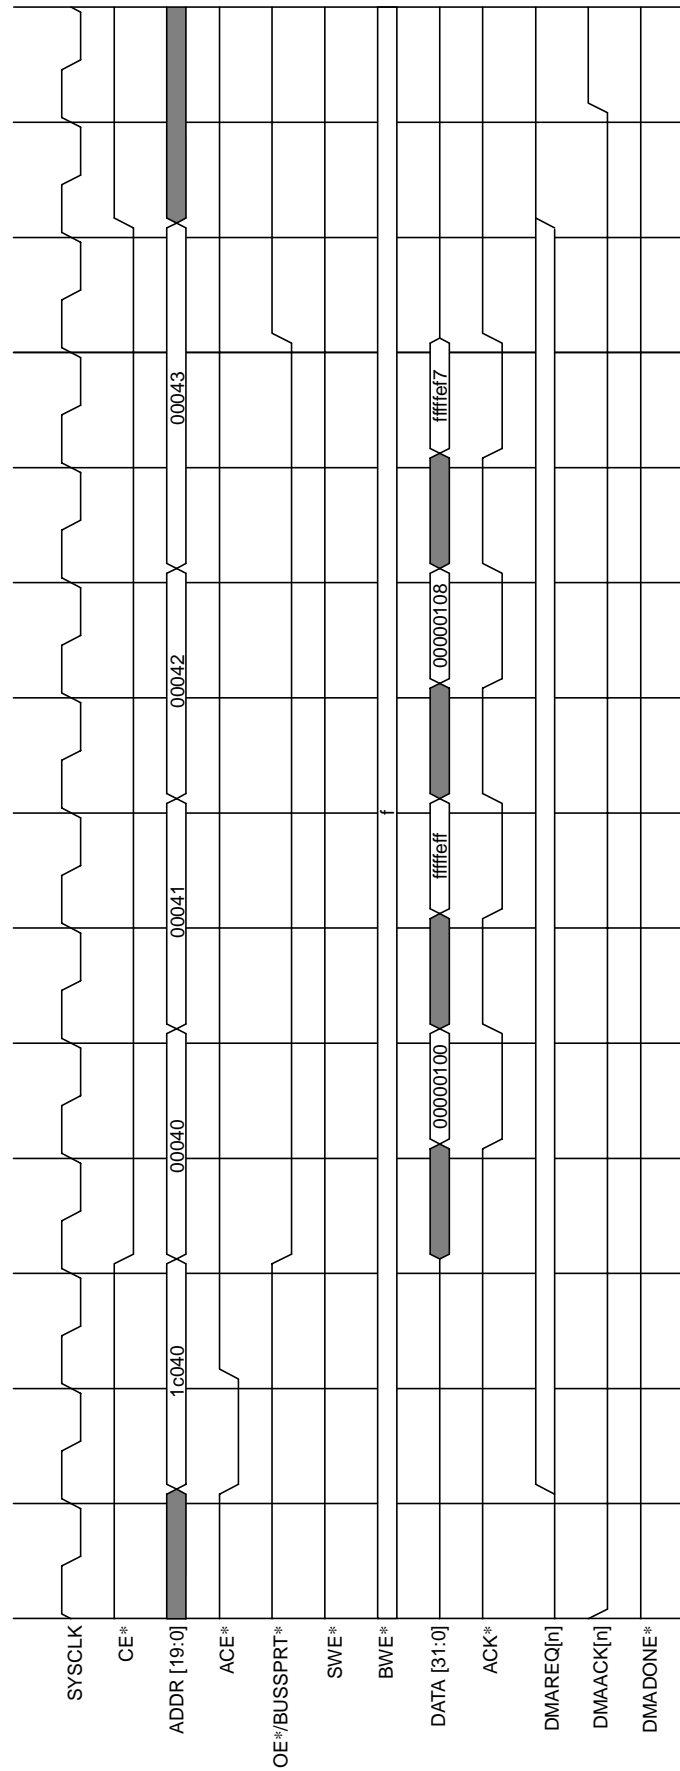 SYSCLK
CE*
ADDR [19:0]
1c040
00040
00041
00042
00043
ACE*
OE*/BUSSPRT*
SWE*
BWE*
f
DATA [31:0]
00000100
fffffeff
00000108
fffffef7
ACK*
DMAREQ[n]
DMAACK[n]
DMADONE*